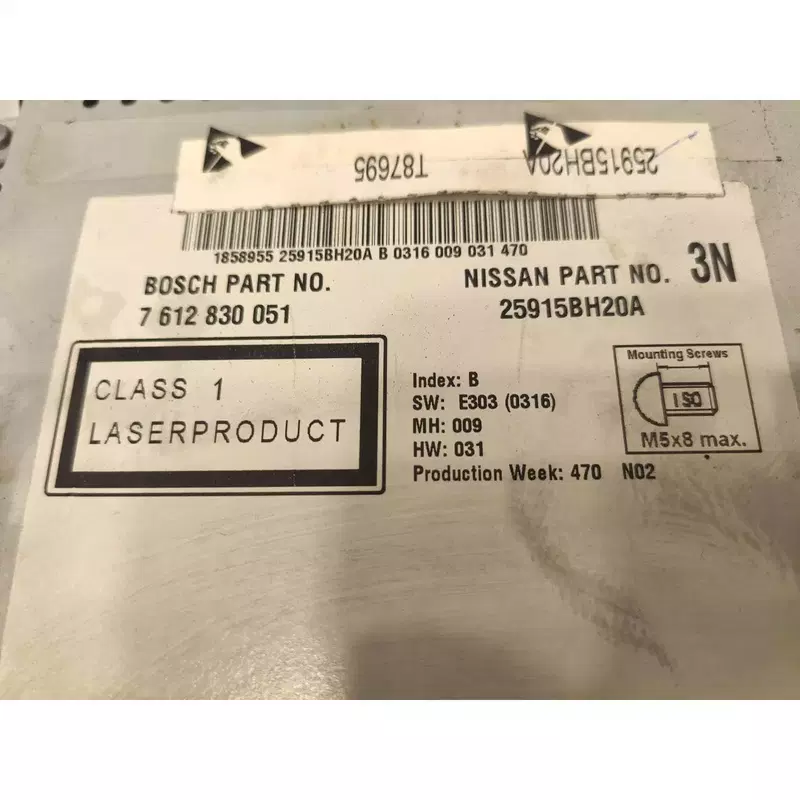 T87695
25915BH20A
1858955 25915BH20A B 0316 009 031 470
BOSCH PART NO.
7 612 830 051
NISSAN PART NO. 3N
25915BH20A
CLASS 1
LASERPRODUCT
Index: B
SW: E303 (0316)
MH: 009
HW: 031
Production Week: 470 N02
Mounting Screws
ISO
M5x8 max.